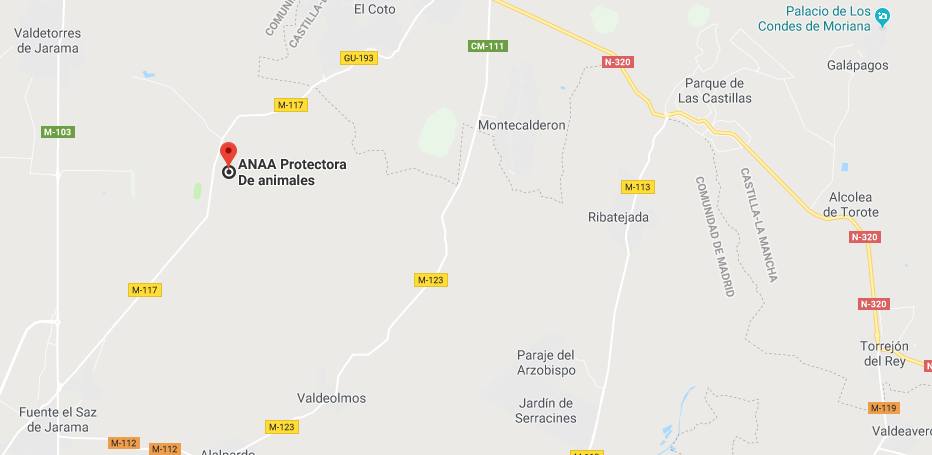 El Coto
COMUNI
CASTILLA-L
Palacio de Los
Condes de Moriana
Valdetorres
de Jarama
CM-111
GU-193
N-320
Galápagos
Parque de
Las Castillas
M-117
Montecalderon
M-103
ANAA Protectora
De animales
M-113
COMUNIDAD DE MADRID
CASTILLA-LA MANCHA
Alcolea
de Torote
Ribatejada
N-320
M-123
M-117
N-320
Torrejón
del Rey
N
Paraje del
Arzobispo
Valdeolmos
Jardín de
Serracines
Fuente el Saz
de Jarama
M-119
M-123
Valdeavero
M-112
M-112
Alalpardo